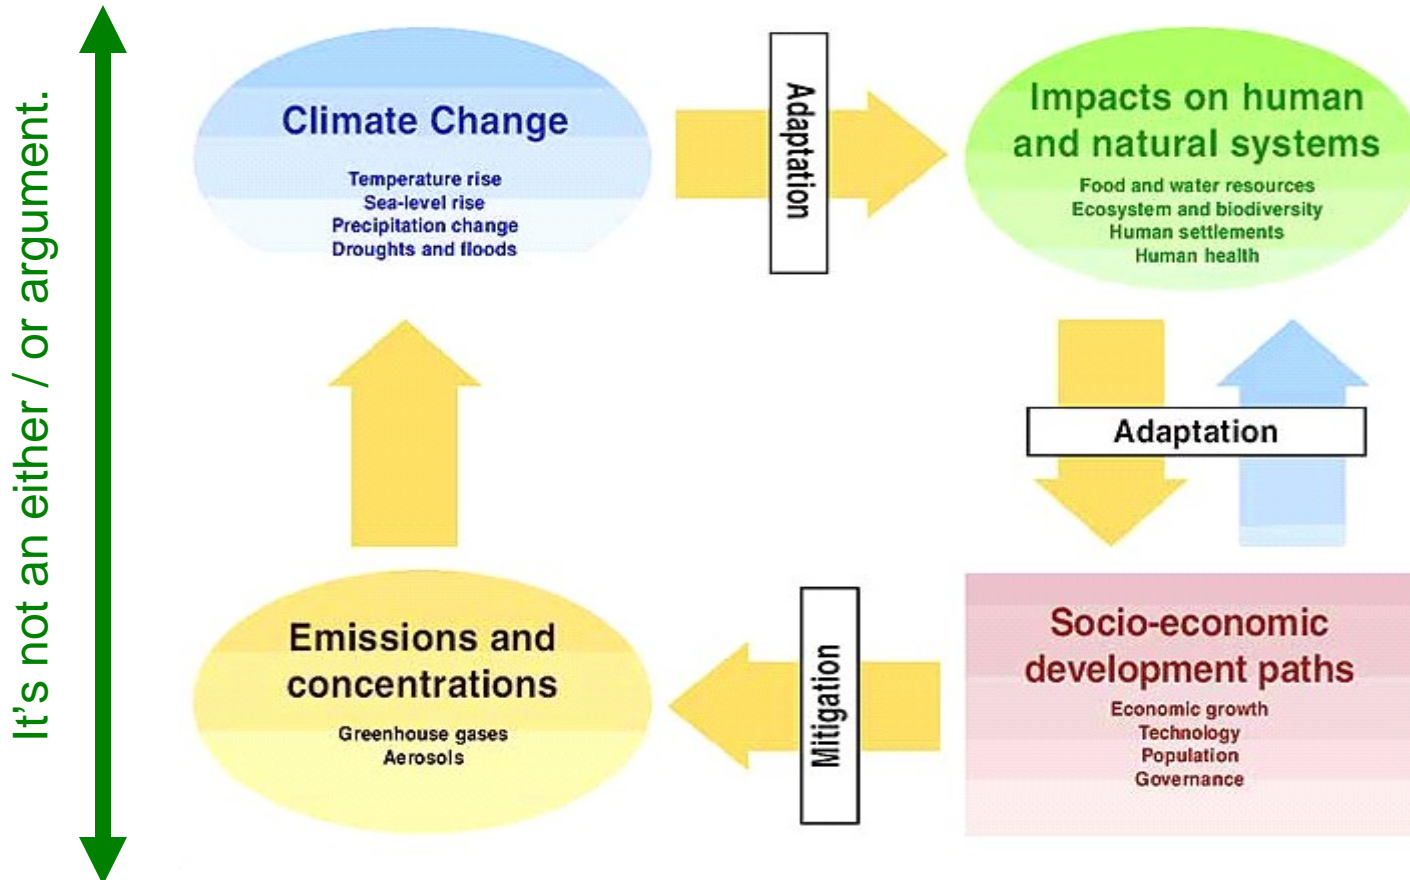 It's not an either / or argument.
Climate Change
Temperature rise
Sea-level rise
Precipitation change
Droughts and floods
Adaptation
Impacts on human
and natural systems
Food and water resources
Ecosystem and biodiversity
Human settlements
Human health
Adaptation
Emissions and
concentrations
Greenhouse gases
Aerosols
Mitigation
Socio-economic
development paths
Economic growth
Technology
Population
Governance